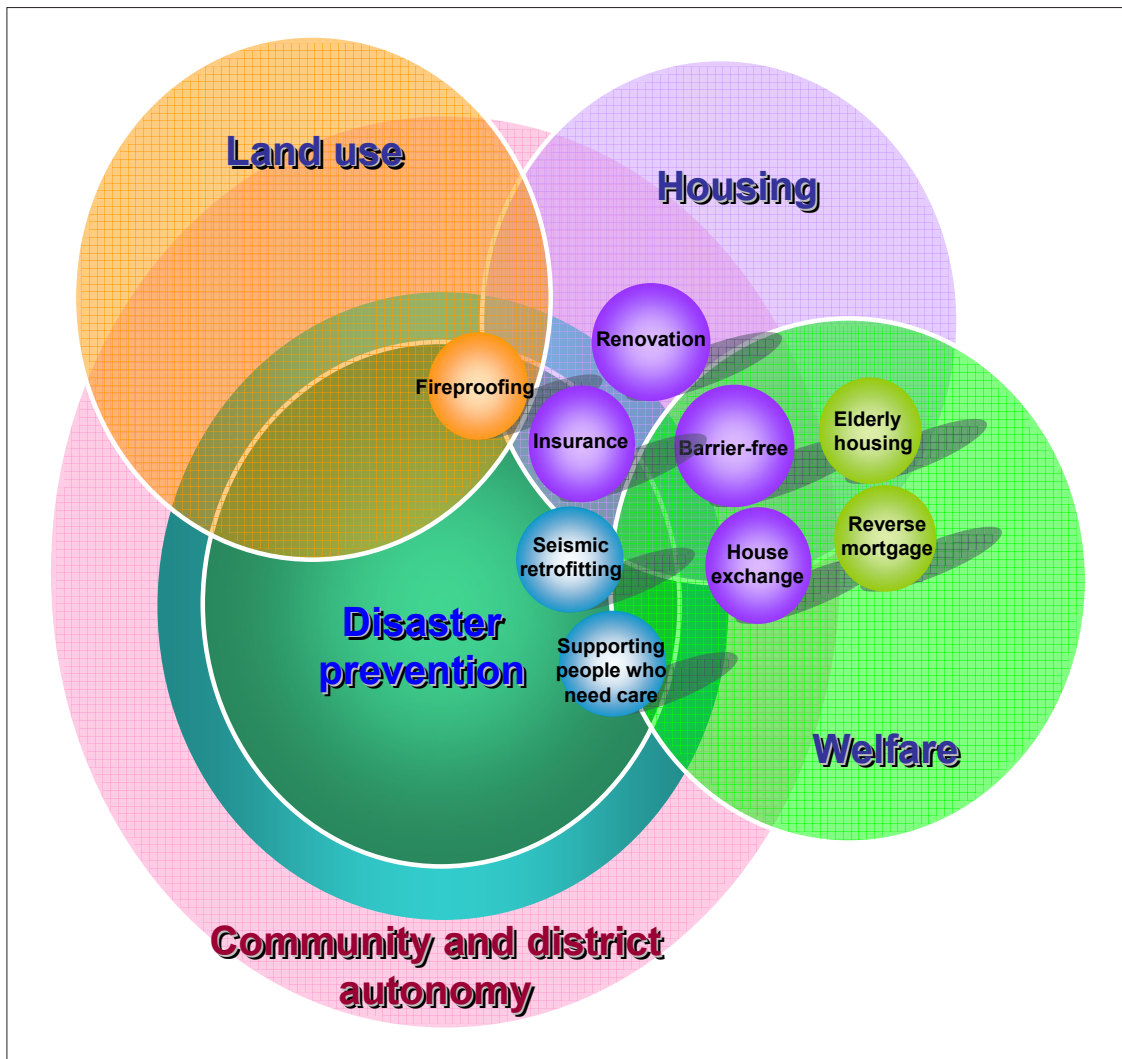 Land use
Housing
Renovation
Fireproofing
Insurance
Barrier-free
Elderly
housing
Seismic
retrofitting
House
exchange
Reverse
mortgage
Disaster
prevention
Supporting
people who
need care
Welfare
Community and district
autonomy